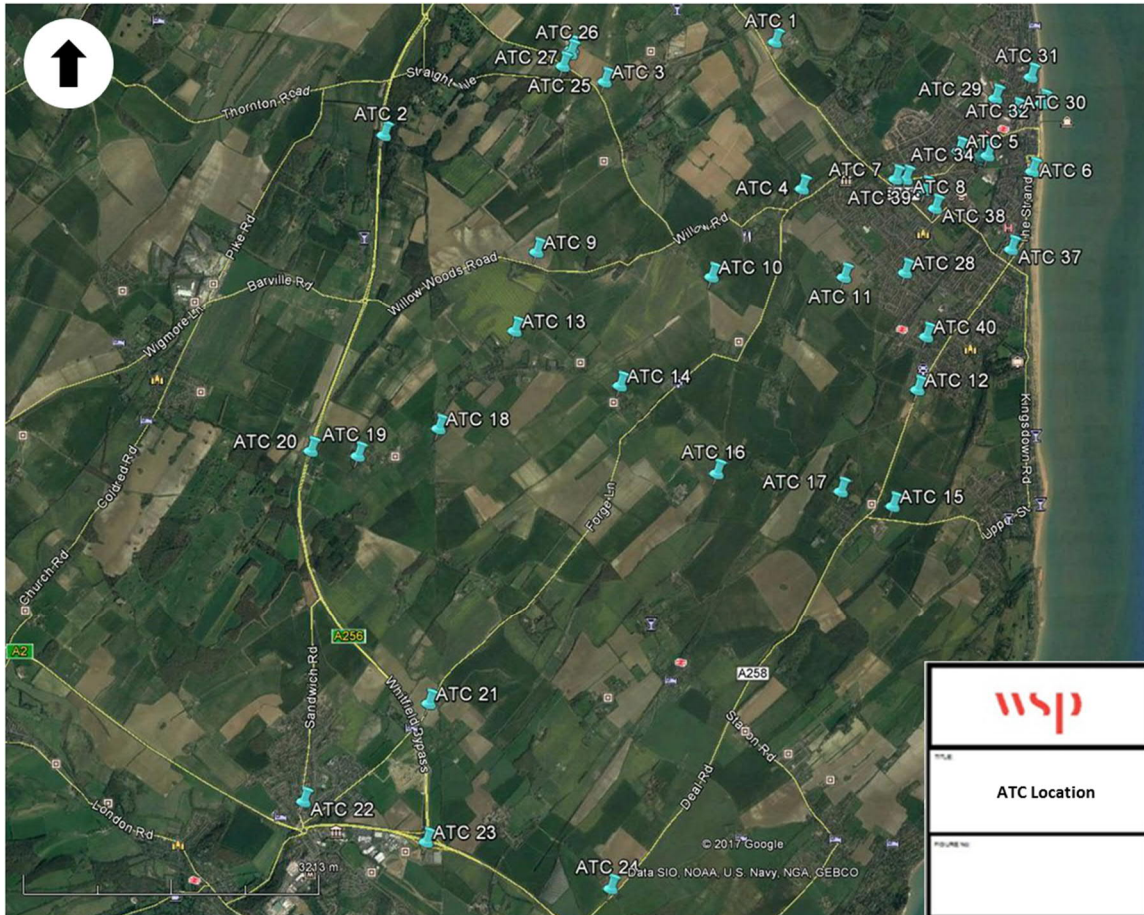 ATC 1
ATC 26
ATC 27
ATC 3
ATC 25
ATC 31
ATC 29
ATC 30
ATC 32
Thornton Road
ATC 2
ATC 5
ATC 34
ATC 7
ATC 6
ATC 4
ATC 8
ATC 39
ATC 38
Pike Rd
Willow Rd
ATC 9
ATC 37
Willow-Woods Road
ATC 10
ATC 28
ATC 11
Barville Rd
Wigmore Ln
ATC 13
ATC 40
ATC 14
ATC 12
Kingsdown Rd
ATC 18
ATC 20
ATC 19
ATC 16
Coldred Rd
ATC 17
ATC 15
Forge Ln
Upper St
Church Rd
A256
A2
Sandwich Rd
A258
Whitfield Bypass
ATC 21
Station Rd
Deal Rd
London Rd
ATC 22
ATC 23
ATC 24
© 2017 Google
Data SIO, NOAA, U.S. Navy, NGA, GEBCO
3213 m
wsp
TITLE:
ATC Location
FIGURE No: